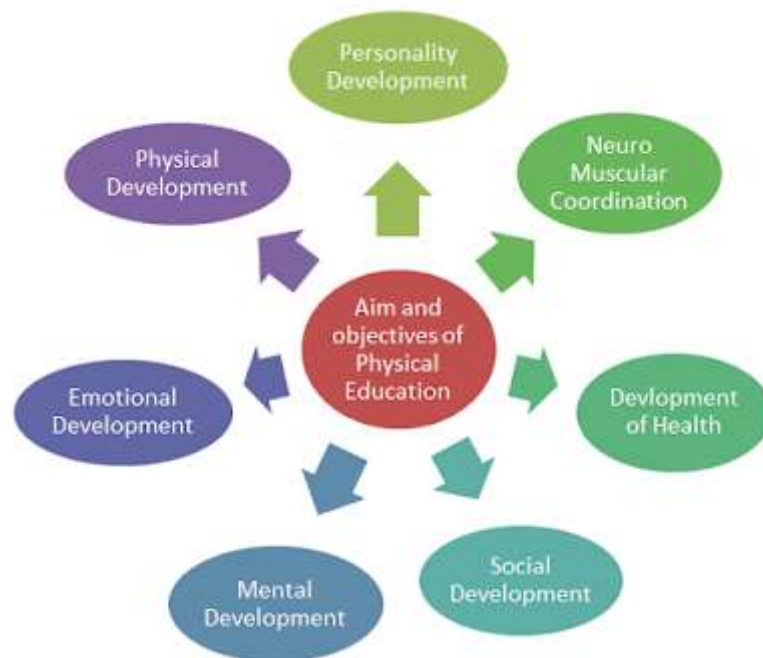 Personality
Development
Neuro
Muscular
Coordination
Devlopment
of Health
Social
Development
Mental
Development
Emotional
Development
Physical
Development
Aim and
objectives of
Physical
Education